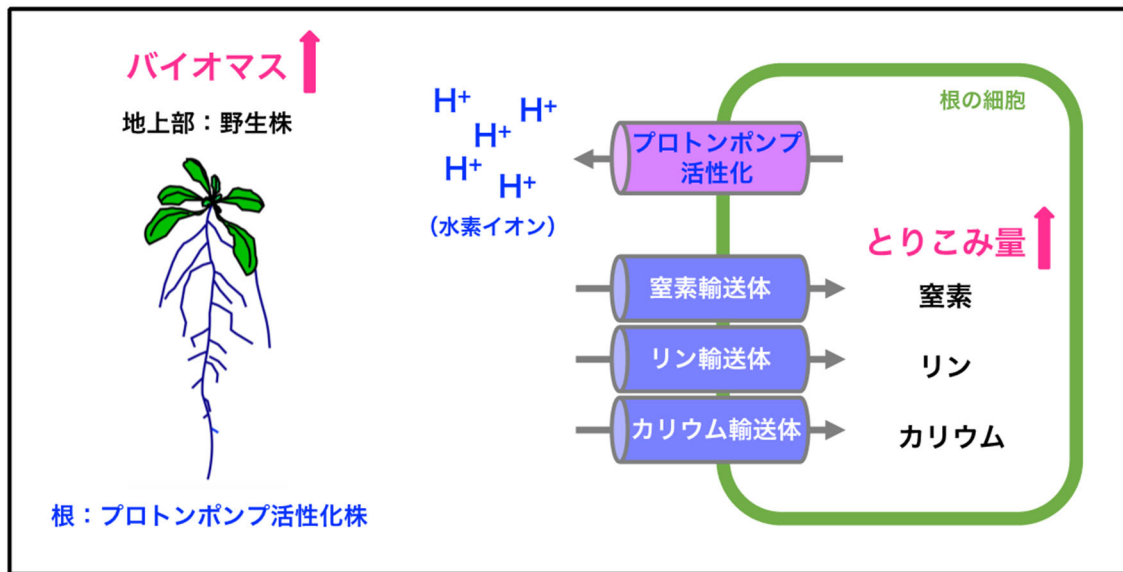 バイオマス
地上部：野生株
根：プロトンポンプ活性化株
H⁺
H⁺
H⁺
H⁺
H⁺
（水素イオン）
根の細胞
プロトンポンプ
活性化
とりこみ量
窒素輸送体
窒素
リン輸送体
リン
カリウム輸送体
カリウム